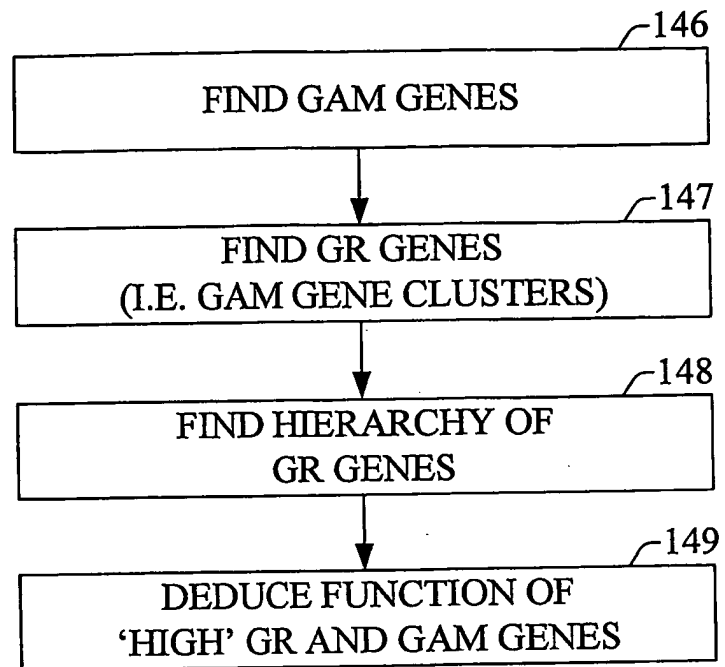 146
FIND GAM GENES
147
FIND GR GENES
(I.E. GAM GENE CLUSTERS)
148
FIND HIERARCHY OF
GR GENES
149
DEDUCE FUNCTION OF
‘HIGH’ GR AND GAM GENES